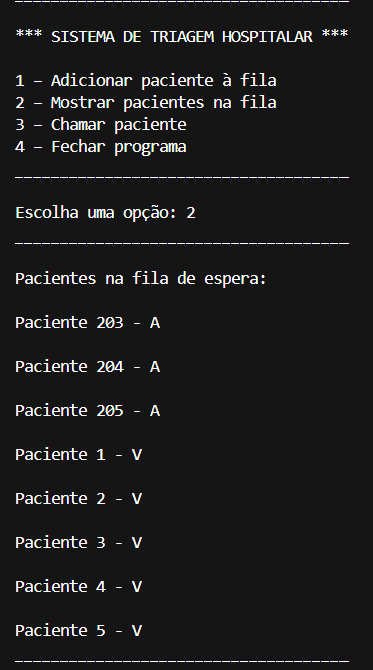 *** SISTEMA DE TRIAGEM HOSPITALAR ***
1 – Adicionar paciente à fila
2 – Mostrar pacientes na fila
3 – Chamar paciente
4 – Fechar programa
Escolha uma opção: 2
Pacientes na fila de espera:
Paciente 203 - A
Paciente 204 - A
Paciente 205 - A
Paciente 1 - V
Paciente 2 - V
Paciente 3 - V
Paciente 4 - V
Paciente 5 - V